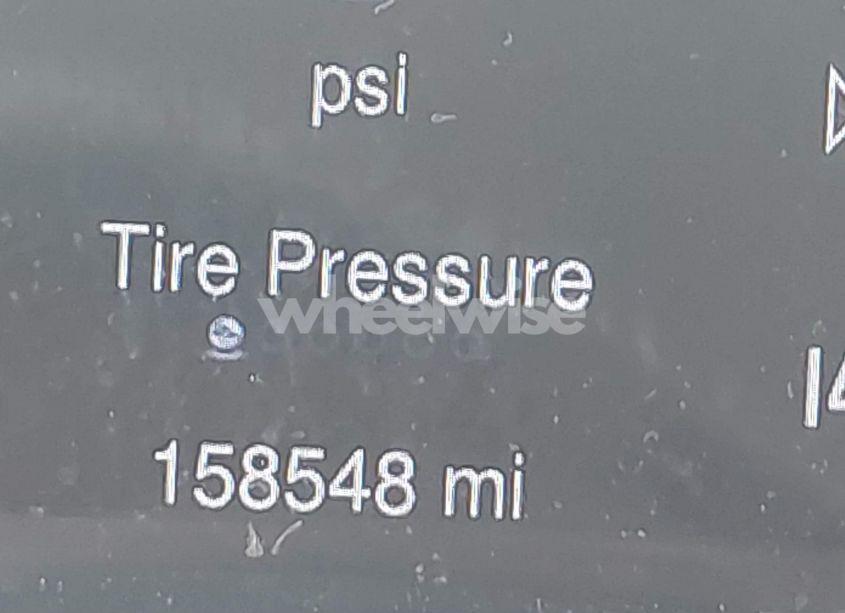 psi
Tire Pressure
wheelwise
158548 mi